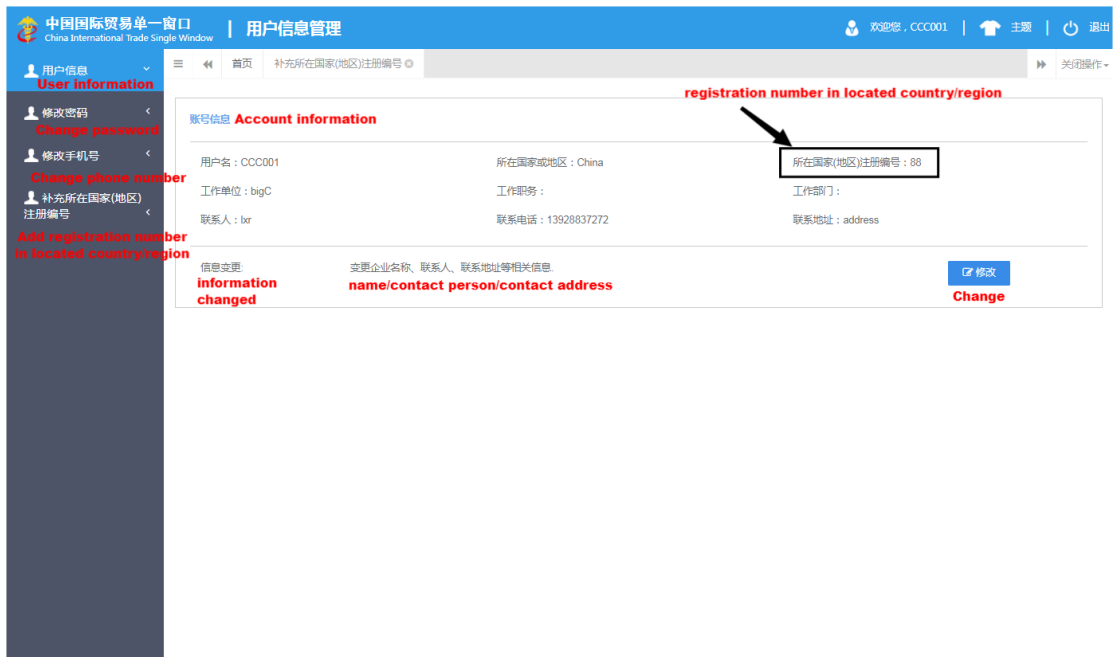 中国国际贸易单一窗口 | 用户信息管理
China International Trade Single Window
欢迎您，CCC001 | 主题 | 退出
用户信息
User information
修改密码
Change password
修改手机号
Change phone number
补充所在国家(地区)
注册编号
Add registration number
in located country/region
首页 补充所在国家(地区)注册编号 关闭操作
registration number in located country/region
账号信息 Account information
用户名：CCC001 所在国家或地区：China 所在国家(地区)注册编号：88
工作单位：bigC 工作职务： 工作部门：
联系人：lxr 联系电话：13928837272 联系地址：address
信息变更: 变更企业名称、联系人、联系地址等相关信息. 修改
information
changed
name/contact person/contact address
Change